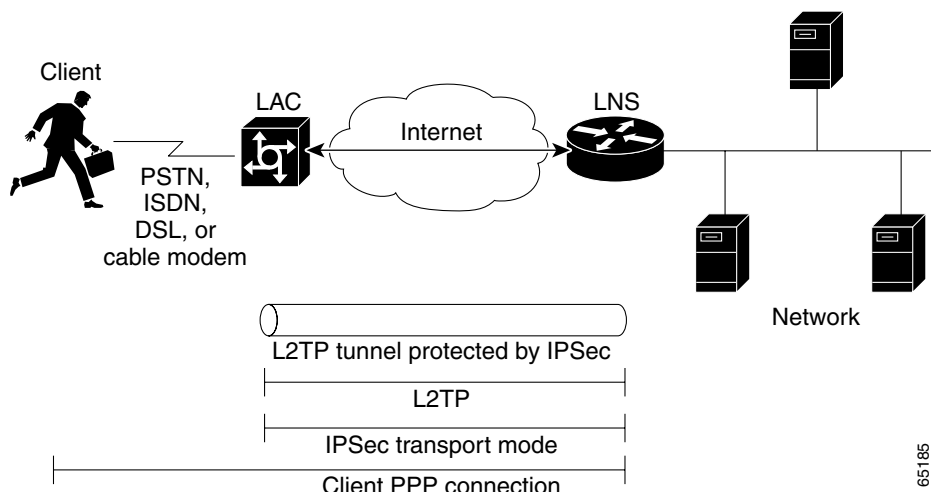 Client
LAC
Internet
LNS
PSTN,
ISDN,
DSL, or
cable modem
Network
L2TP tunnel protected by IPSec
L2TP
IPSec transport mode
Client PPP connection
65185